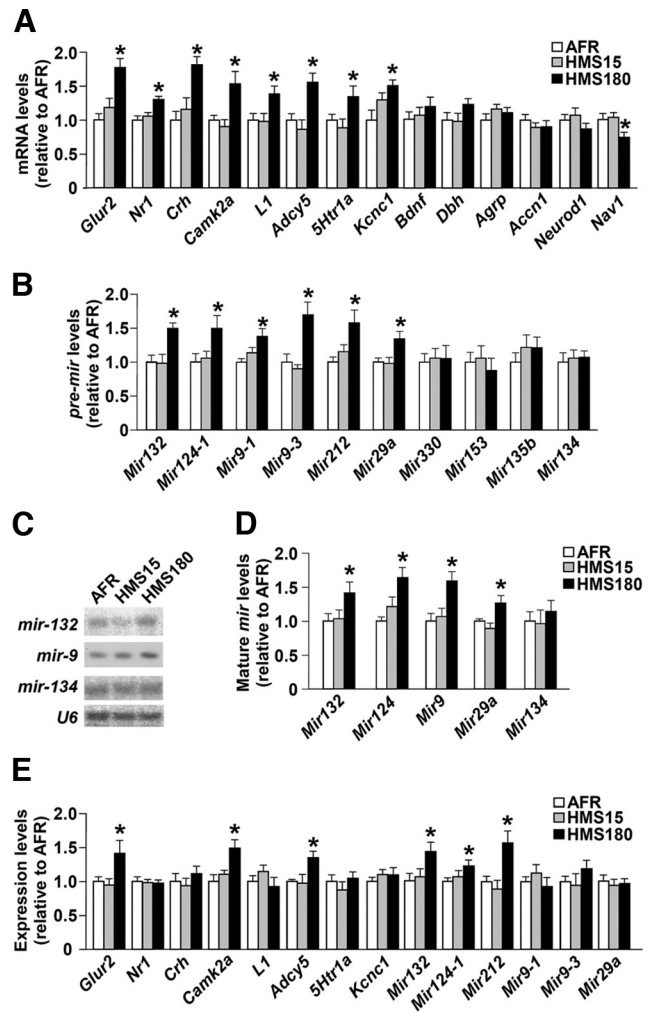 A
mRNA levels
(relative to AFR)
2.0
1.5
1.0
0.5
0
* * * * * * * * *
AFR
HMS15
HMS180
Glur2 Nr1 Crh Camk2a L1 Adcy5 5Htr1a Kcnc1 Bdnf Dbh Agrp Accn1 Neurod1 Nav1
B
pre-mir levels
(relative to AFR)
2.0
1.5
1.0
0.5
0
* * * * * *
Mir132 Mir124-1 Mir9-1 Mir9-3 Mir212 Mir29a Mir330 Mir153 Mir135b Mir134
C
AFR HMS15 HMS180
mir-132
mir-9
mir-134
U6
D
Mature mir levels
(relative to AFR)
2.0
1.5
1.0
0.5
0
* * * *
AFR
HMS15
HMS180
Mir132 Mir124 Mir9 Mir29a Mir134
E
Expression levels
(relative to AFR)
2.0
1.5
1.0
0.5
0
* * * * * *
AFR
HMS15
HMS180
Glur2 Nr1 Crh Camk2a L1 Adcy5 5Htr1a Kcnc1 Mir132 Mir124-1 Mir212 Mir9-1 Mir9-3 Mir29a